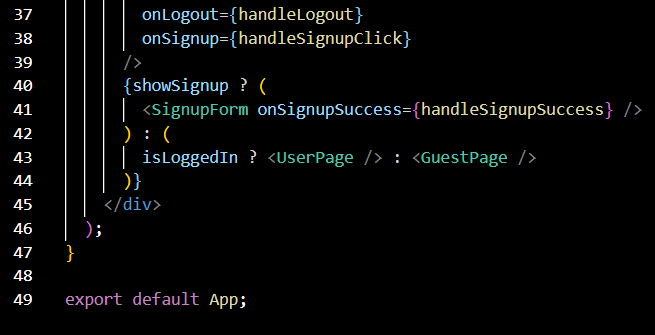 37 onLogout={handleLogout}
38 onSignup={handleSignupClick}
39 />
40 {showSignup ? (
41 <SignupForm onSignupSuccess={handleSignupSuccess} />
42 ) : (
43 isLoggedIn ? <UserPage /> : <GuestPage />
44 )}
45 </div>
46 );
47 }
48
49 export default App;